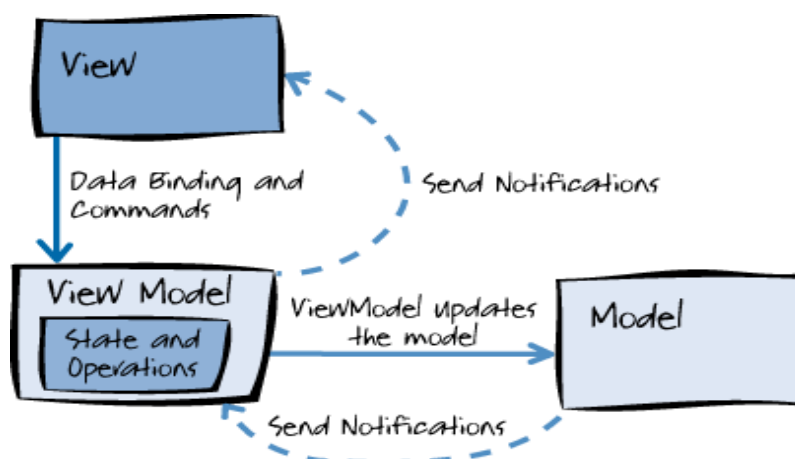 View
Data Binding and
Commands
Send Notifications
View Model
State and
Operations
ViewModel updates
the model
Model
Send Notifications